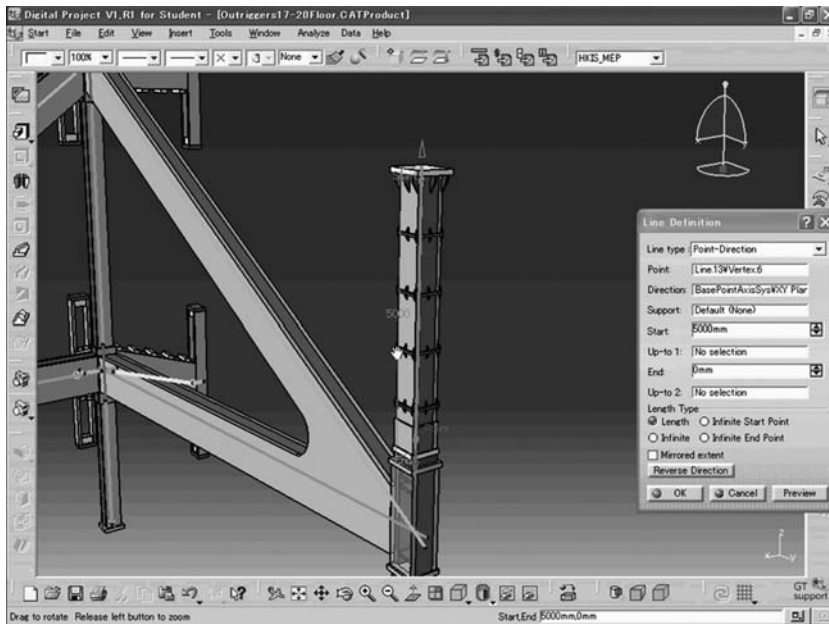 Digital Project V1,R1 for Student - [Outriggers17-20Floor.CATProduct]
Start File Edit View Insert Tools Window Analyze Data Help
100% None HKIS_MEP
Line Definition
Line type : Point-Direction
Point: Line.13¥Vertex.6
Direction: BasePointAxisSys¥XY Plar
Support: Default (None)
Start: 5000mm
Up-to 1: No selection
End: 0mm
Up-to 2: No selection
Length Type
Length Infinite Start Point
Infinite Infinite End Point
Mirrored extent
Reverse Direction
OK Cancel Preview
5000
z
x y
GT
support
Drag to rotate Release left button to zoom Start,End 5000mm,0mm